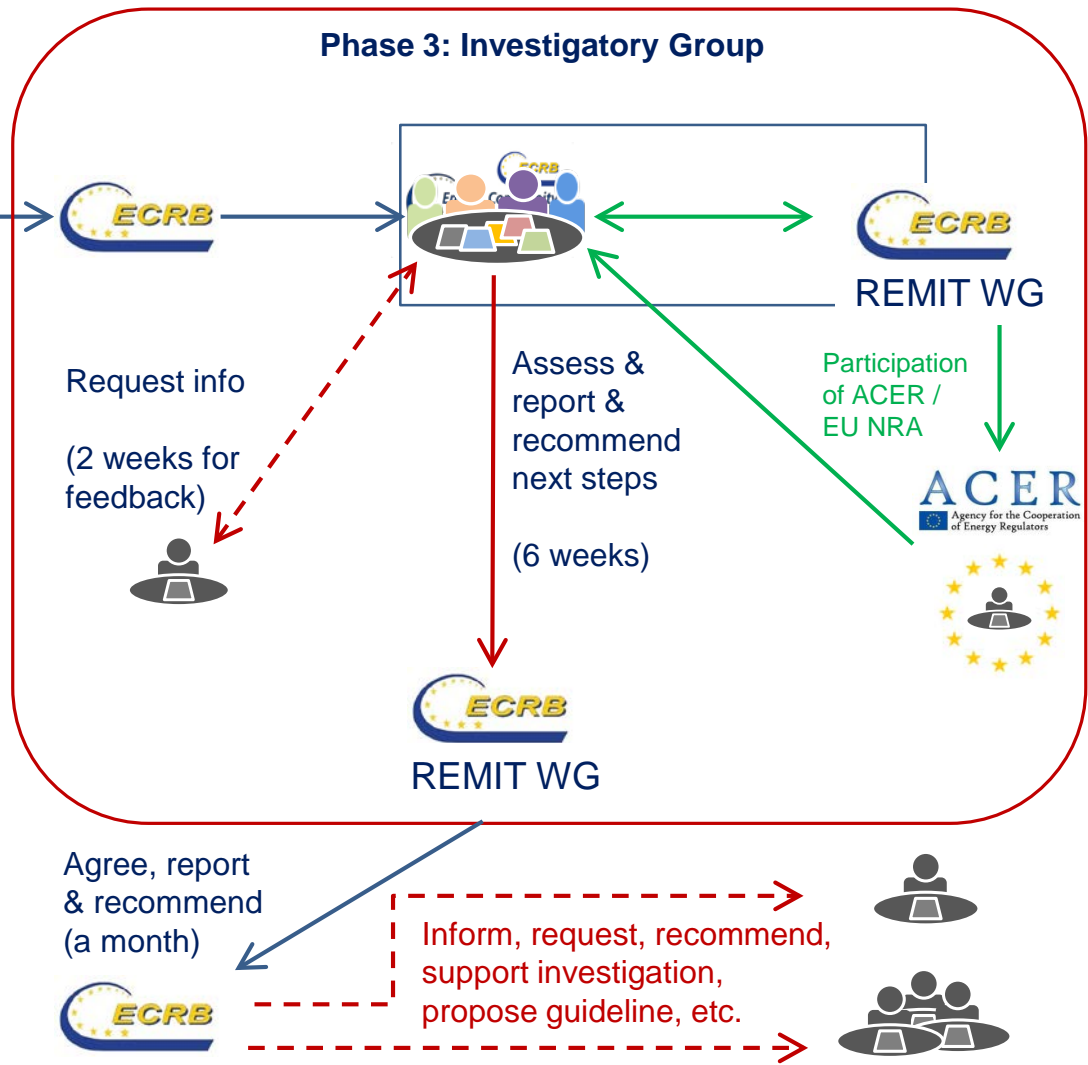 Phase 3: Investigatory Group
ECRB
ECRB
ECRB
REMIT WG
Request info
(2 weeks for
feedback)
Assess &
report &
recommend
next steps
(6 weeks)
Participation
of ACER /
EU NRA
ACER
Agency for the Cooperation
of Energy Regulators
ECRB
REMIT WG
Agree, report
& recommend
(a month)
Inform, request, recommend,
support investigation,
propose guideline, etc.
ECRB